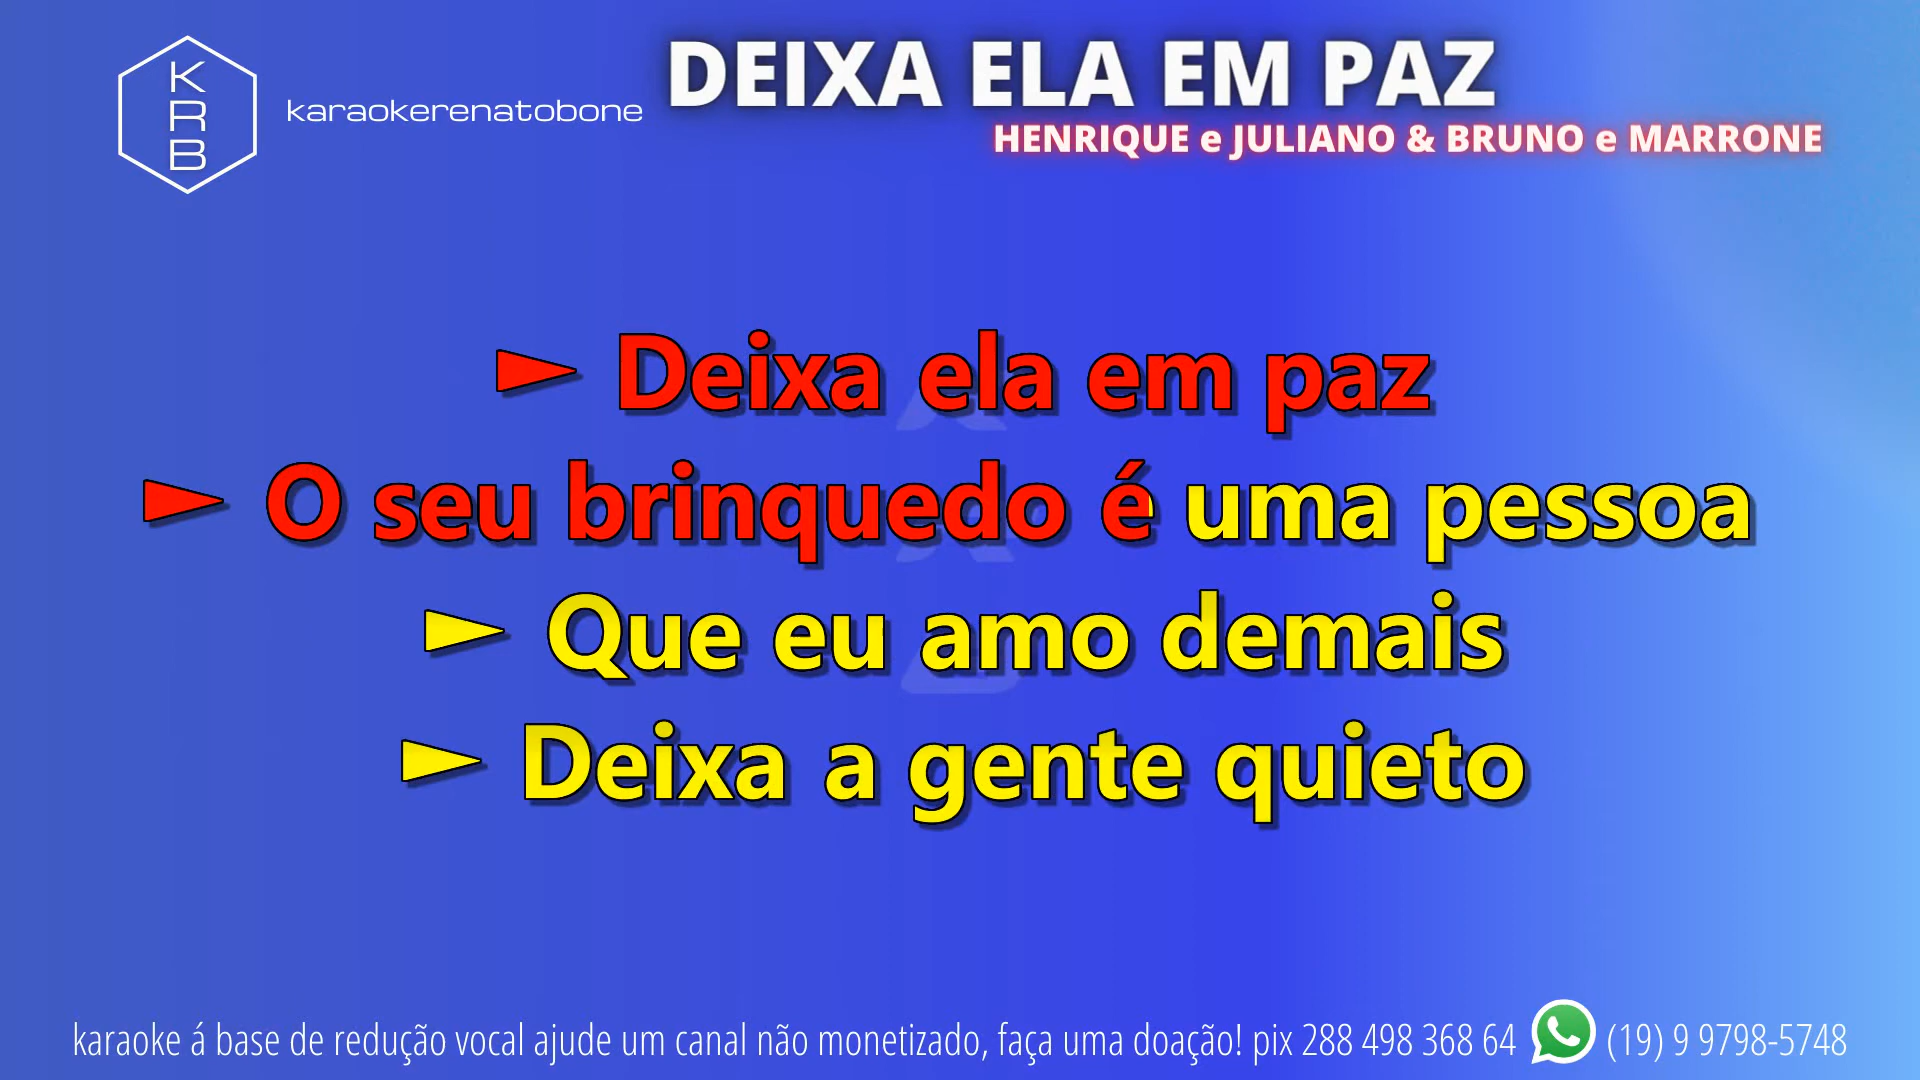 K
R
B
karaokerenatobone
DEIXA ELA EM PAZ
HENRIQUE e JULIANO & BRUNO e MARRONE
► Deixa ela em paz
► O seu brinquedo é uma pessoa
► Que eu amo demais
► Deixa a gente quieto
karaoke á base de redução vocal ajude um canal não monetizado, faça uma doação! pix 288 498 368 64 (19) 9 9798-5748